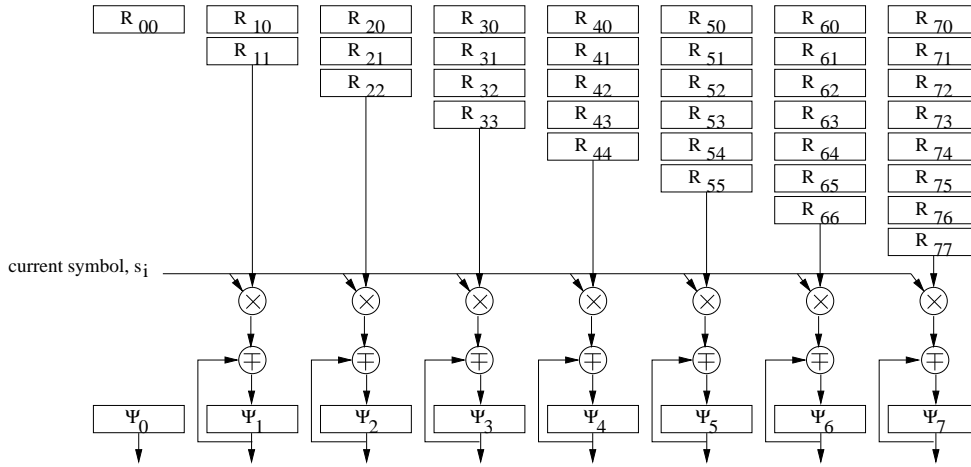 R 00 R 10 R 20 R 30 R 40 R 50 R 60 R 70
R 11 R 21 R 31 R 41 R 51 R 61 R 71
R 22 R 32 R 42 R 52 R 62 R 72
R 33 R 43 R 53 R 63 R 73
R 44 R 54 R 64 R 74
R 55 R 65 R 75
R 66 R 76
R 77
current symbol, s i
× × × × × × ×
∓ ∓ ∓ ∓ ∓ ∓ ∓
Ψ 0 Ψ 1 Ψ 2 Ψ 3 Ψ 4 Ψ 5 Ψ 6 Ψ 7